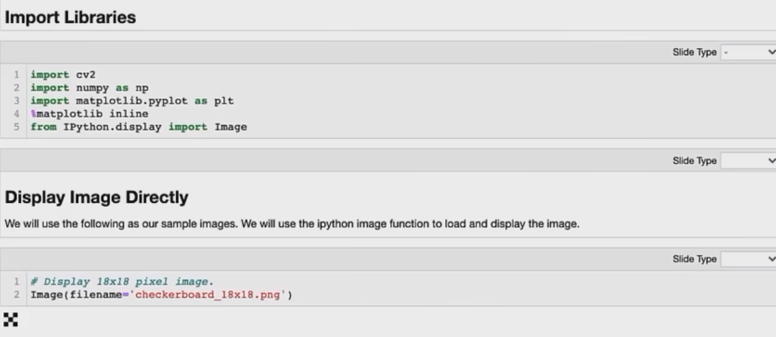 Import Libraries
Slide Type -
1 import cv2
2 import numpy as np
3 import matplotlib.pyplot as plt
4 %matplotlib inline
5 from IPython.display import Image
Slide Type
Display Image Directly
We will use the following as our sample images. We will use the ipython image function to load and display the image.
Slide Type
1 # Display 18x18 pixel image.
2 Image(filename='checkerboard_18x18.png')